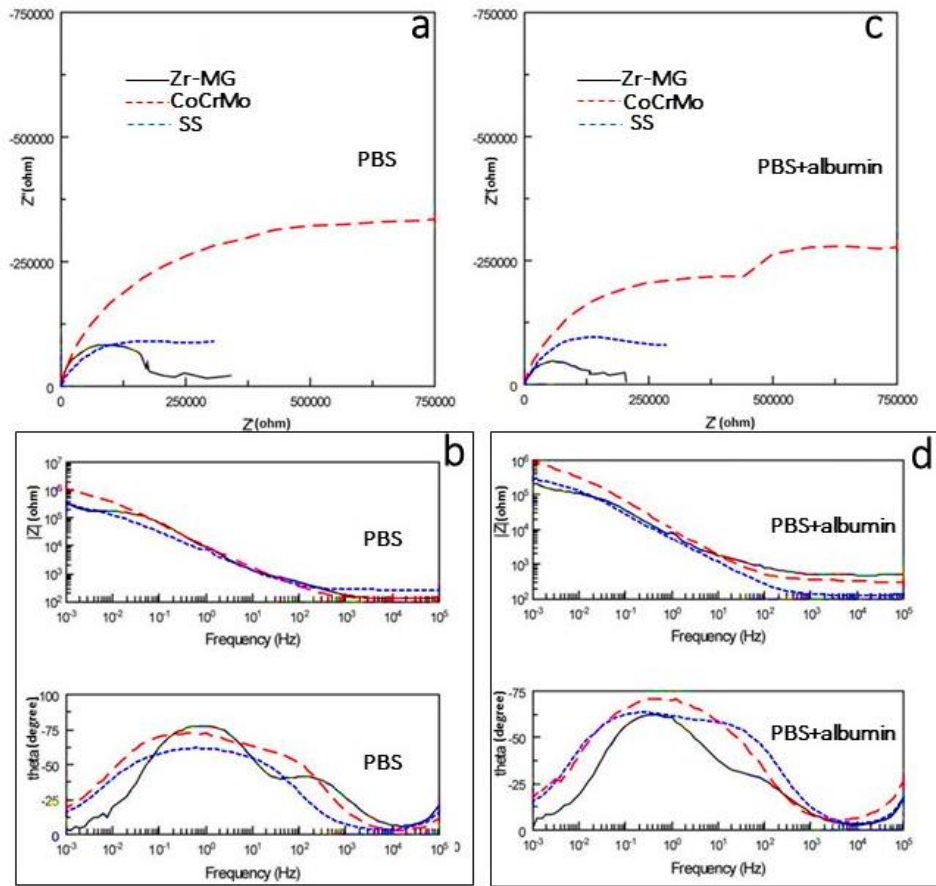 a
-750000
-500000
-250000
0
Z"(ohm)
Zr-MG
CoCrMo
SS
PBS
0
250000
500000
750000
Z'(ohm)
c
-750000
-500000
-250000
0
Z"(ohm)
Zr-MG
CoCrMo
SS
PBS+albumin
0
250000
500000
750000
Z'(ohm)
b
10⁷
10⁶
10⁵
10⁴
10³
10²
|Z|(ohm)
PBS
10⁻³
10⁻²
10⁻¹
10⁰
10¹
10²
10³
10⁴
10⁵
Frequency (Hz)
100
-75
-50
-25
0
theta(degree)
PBS
10⁻³
10⁻²
10⁻¹
10⁰
10¹
10²
10³
10⁴
10⁵
Frequency (Hz)
d
10⁶
10⁵
10⁴
10³
10²
|Z|(ohm)
PBS+albumin
10⁻³
10⁻²
10⁻¹
10⁰
10¹
10²
10³
10⁴
10⁵
Frequency (Hz)
-75
-50
-25
0
theta(degree)
PBS+albumin
10⁻³
10⁻²
10⁻¹
10⁰
10¹
10²
10³
10⁴
10⁵
Frequency (Hz)